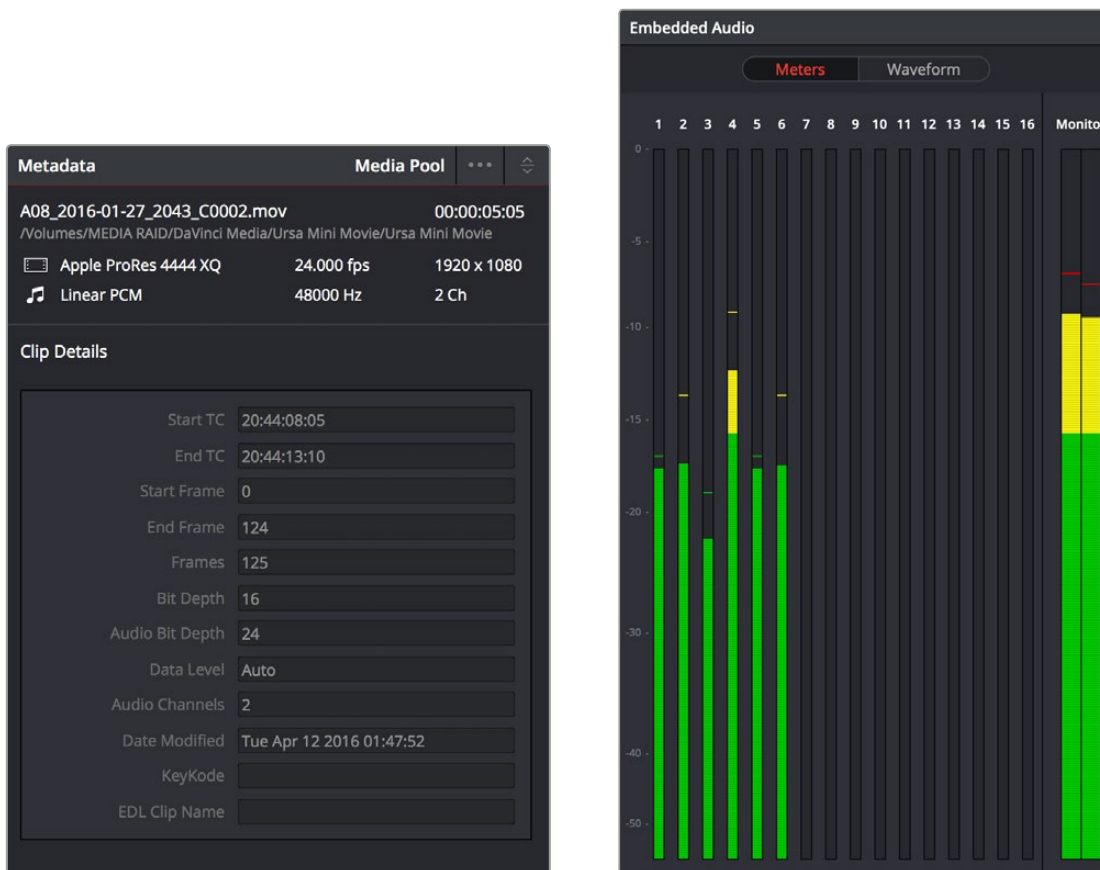 Metadata Media Pool
A08_2016-01-27_2043_C0002.mov 00:00:05:05
/Volumes/MEDIA RAID/DaVinci Media/Ursa Mini Movie/Ursa Mini Movie
Apple ProRes 4444 XQ 24.000 fps 1920 x 1080
Linear PCM 48000 Hz 2 Ch
Clip Details
Start TC 20:44:08:05
End TC 20:44:13:10
Start Frame 0
End Frame 124
Frames 125
Bit Depth 16
Audio Bit Depth 24
Data Level Auto
Audio Channels 2
Date Modified Tue Apr 12 2016 01:47:52
KeyKode
EDL Clip Name
Embedded Audio
Meters Waveform
1 2 3 4 5 6 7 8 9 10 11 12 13 14 15 16 Monito
0 -
-5 -
-10 -
-15 -
-20 -
-30 -
-40 -
-50 -